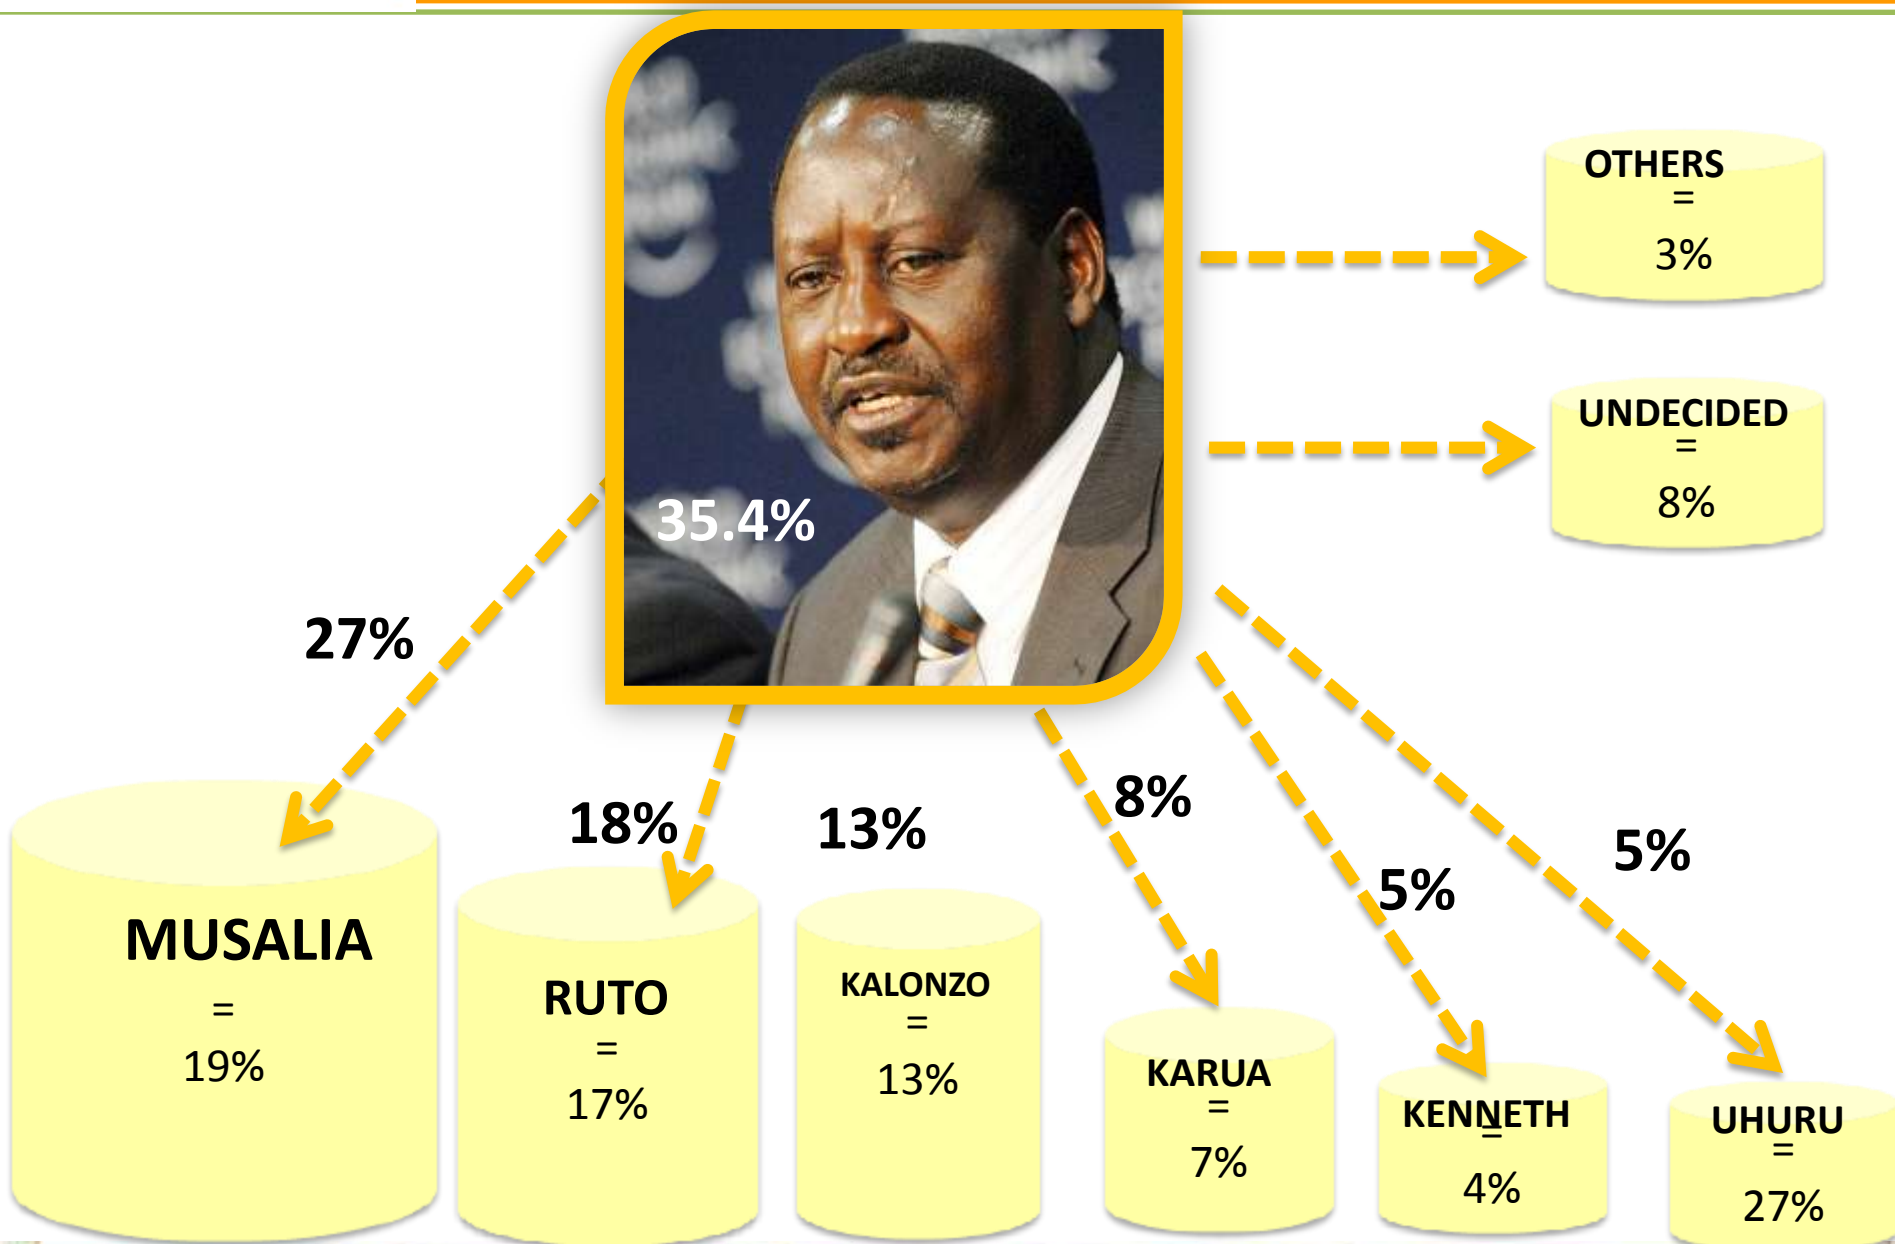 OTHERS
=
3%
UNDECIDED
=
8%
35.4%
27%
18%
13%
8%
5%
5%
MUSALIA
=
19%
RUTO
=
17%
KALONZO
=
13%
KARUA
=
7%
KENNETH
=
4%
UHURU
=
27%